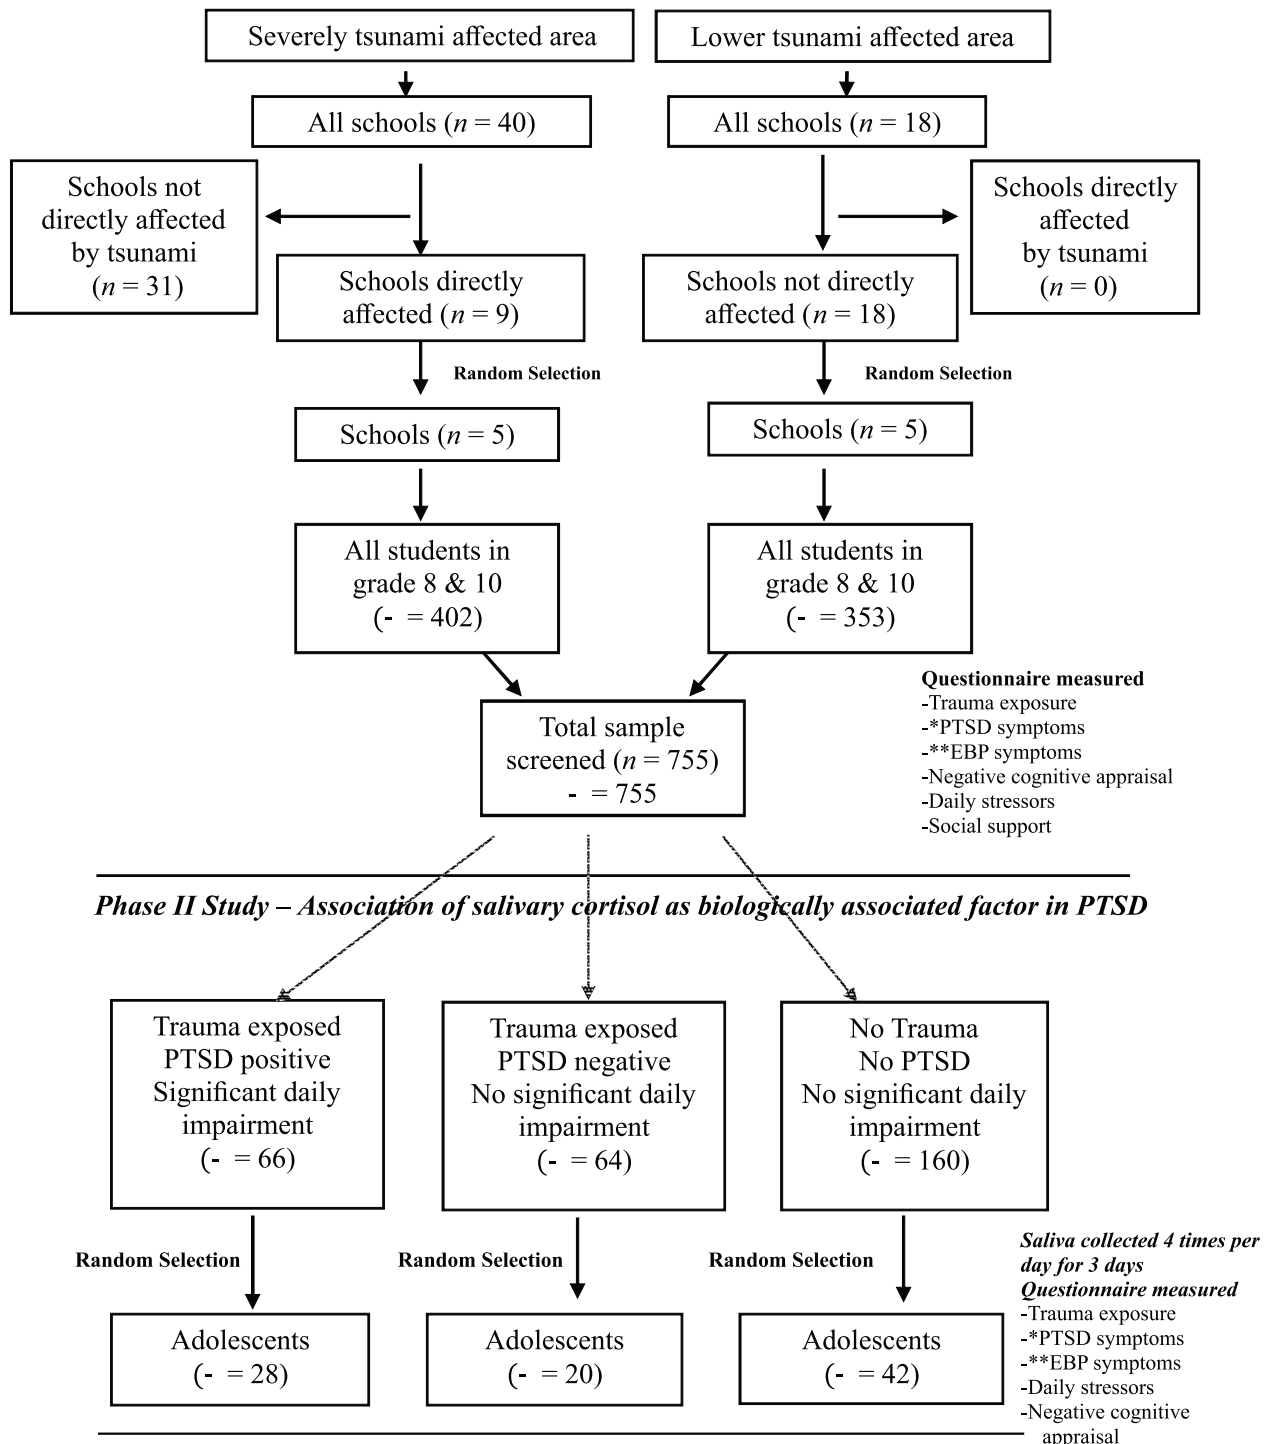 Severely tsunami affected area
Lower tsunami affected area
All schools (n = 40)
All schools (n = 18)
Schools not
directly affected
by tsunami
(n = 31)
Schools directly
affected
by tsunami
(n = 0)
Schools directly
affected (n = 9)
Schools not directly
affected (n = 18)
Random Selection
Random Selection
Schools (n = 5)
Schools (n = 5)
All students in
grade 8 & 10
(- = 402)
All students in
grade 8 & 10
(- = 353)
Total sample
screened (n = 755)
- = 755
Questionnaire measured
-Trauma exposure
-*PTSD symptoms
-**EBP symptoms
-Negative cognitive appraisal
-Daily stressors
-Social support
Phase II Study – Association of salivary cortisol as biologically associated factor in PTSD
Trauma exposed
PTSD positive
Significant daily
impairment
(- = 66)
Trauma exposed
PTSD negative
No significant daily
impairment
(- = 64)
No Trauma
No PTSD
No significant daily
impairment
(- = 160)
Random Selection
Random Selection
Random Selection
Adolescents
(- = 28)
Adolescents
(- = 20)
Adolescents
(- = 42)
Saliva collected 4 times per
day for 3 days
Questionnaire measured
-Trauma exposure
-*PTSD symptoms
-**EBP symptoms
-Daily stressors
-Negative cognitive
appraisal